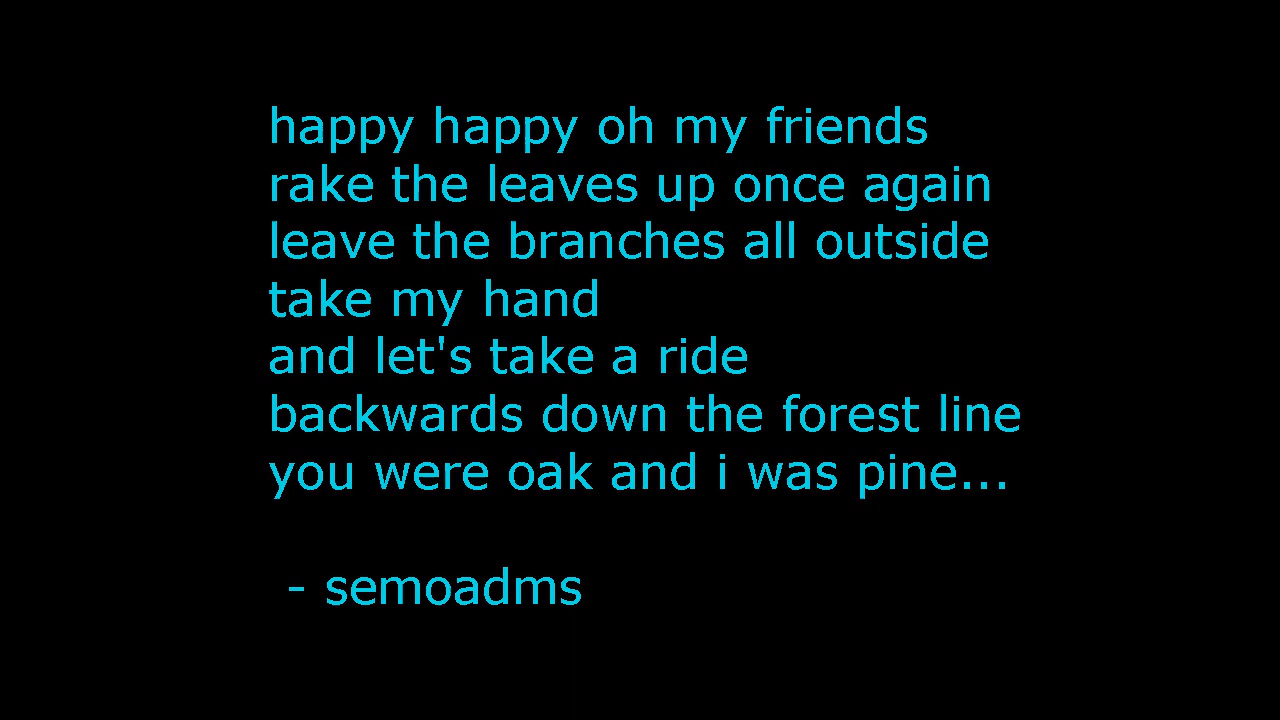 happy happy oh my friends
rake the leaves up once again
leave the branches all outside
take my hand
and let's take a ride
backwards down the forest line
you were oak and i was pine...
- semoadms